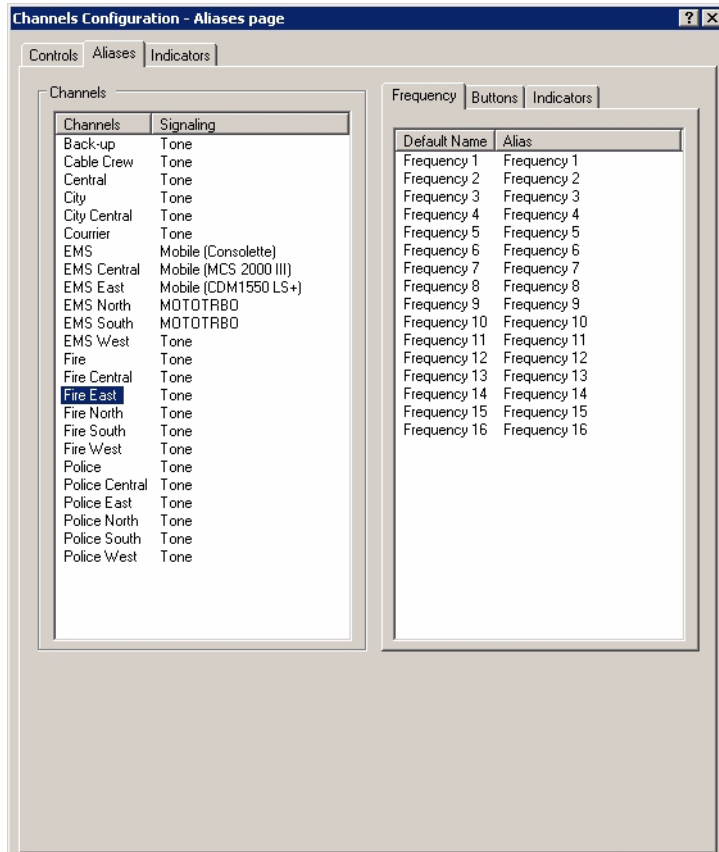 Channels Configuration - Aliases page
Controls Aliases Indicators
Channels
Channels Signaling
Back-up Tone
Cable Crew Tone
Central Tone
City Tone
City Central Tone
Courrier Tone
EMS Mobile (Consolette)
EMS Central Mobile (MCS 2000 III)
EMS East Mobile (CDM1550 LS+)
EMS North MOTOTRBO
EMS South MOTOTRBO
EMS West Tone
Fire Tone
Fire Central Tone
Fire East Tone
Fire North Tone
Fire South Tone
Fire West Tone
Police Tone
Police Central Tone
Police East Tone
Police North Tone
Police South Tone
Police West Tone
Frequency Buttons Indicators
Default Name Alias
Frequency 1 Frequency 1
Frequency 2 Frequency 2
Frequency 3 Frequency 3
Frequency 4 Frequency 4
Frequency 5 Frequency 5
Frequency 6 Frequency 6
Frequency 7 Frequency 7
Frequency 8 Frequency 8
Frequency 9 Frequency 9
Frequency 10 Frequency 10
Frequency 11 Frequency 11
Frequency 12 Frequency 12
Frequency 13 Frequency 13
Frequency 14 Frequency 14
Frequency 15 Frequency 15
Frequency 16 Frequency 16